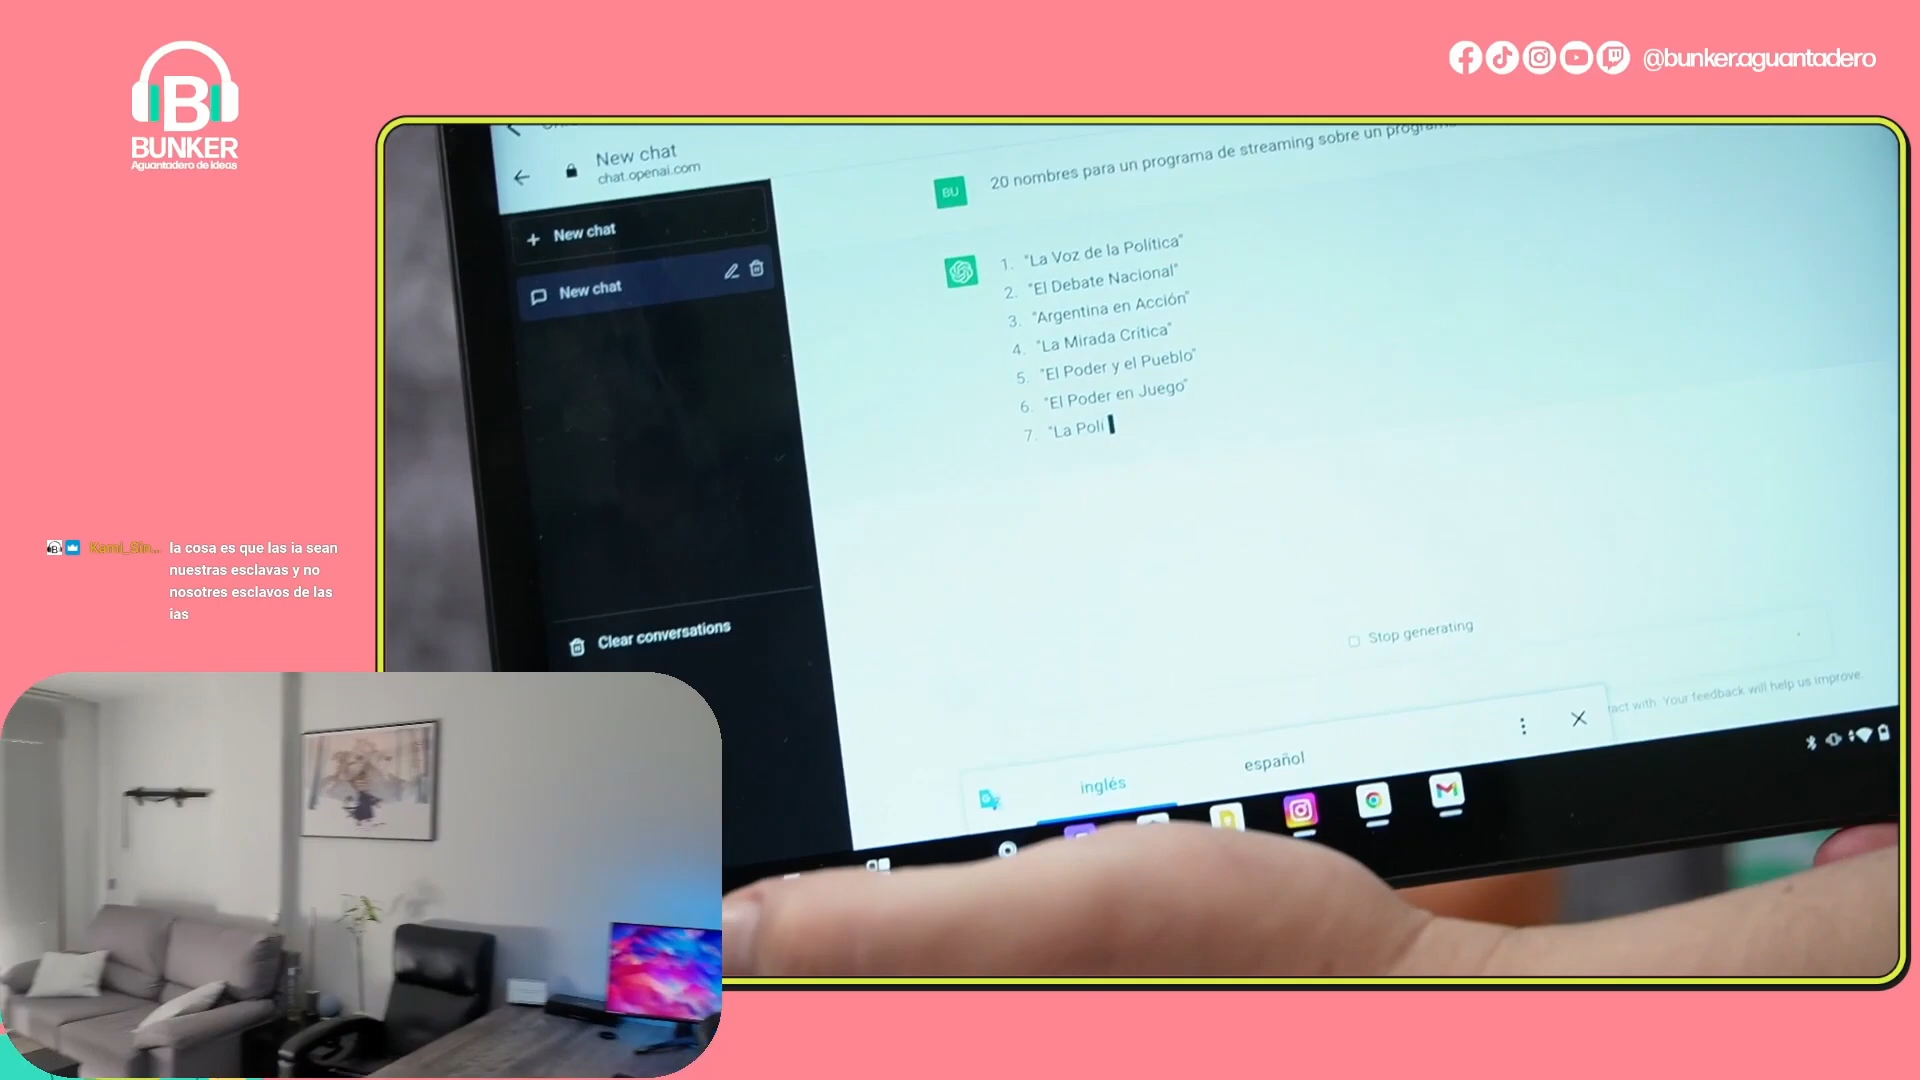 B
BUNKER
Aguantadero de ideas
@bunker.aguantadero
New chat
chat.openai.com
New chat
New chat
Clear conversations
BU
20 nombres para un programa de streaming sobre un
1. "La Voz de la Política"
2. "El Debate Nacional"
3. "Argentina en Acción"
4. "La Mirada Crítica"
5. "El Poder y el Pueblo"
6. "El Poder en Juego"
7. "La Polí
Stop generating
with. Your feedback will help us improve.
inglés
español
la cosa es que las ia sean
nuestras esclavas y no
nosotres esclavos de las
ias